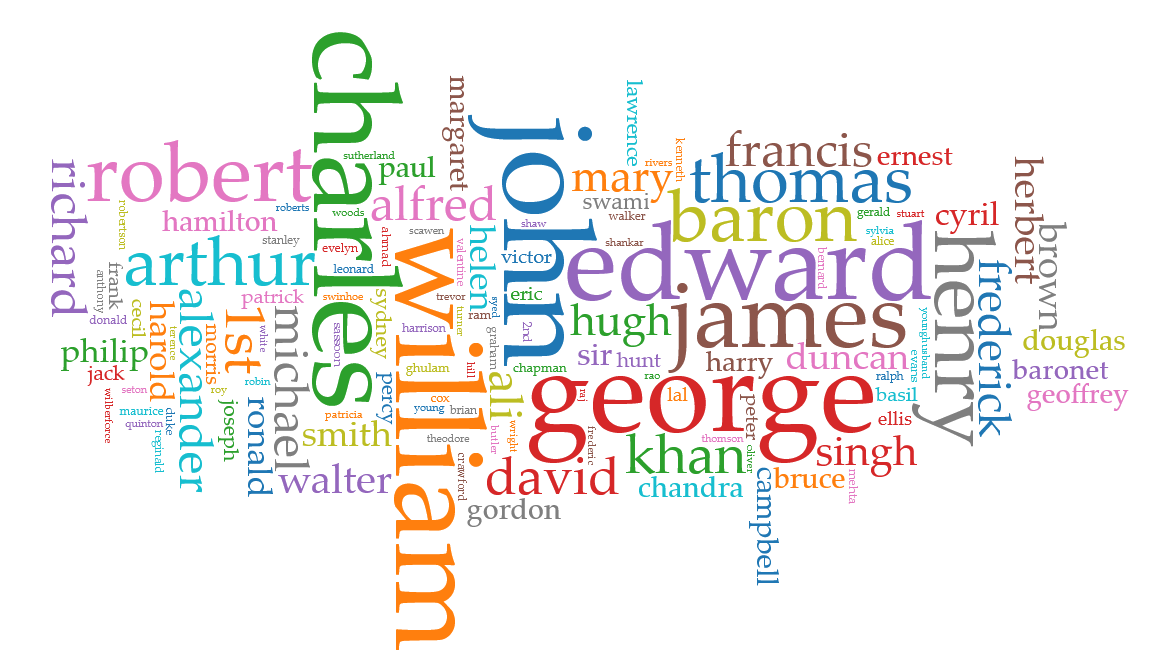 charles
john
margaret
lawrence
kenneth
rivers
francis
ernest
richard
robert
sutherland
paul
mary
thomas
herbert
swami
walker
baron
gerald
stuart
cyril
robertson
hamilton
roberts
woods
alfred
shaw
sylvia
alice
brown
stanley
evelyn
ahmad
scawen
valentine
helen
victor
shankar
edward
bernard
henry
arthur
leonard
william
frank
anthony
patrick
swinhoe
sydney
trevor
syed
eric
frederick
cecil
harold
alexander
1st
michael
sassoon
harrison
turner
ram
2nd
hugh
james
younghusband
donald
terence
morris
white
graham
douglas
philip
jack
ghulam
hill
ali
chapman
sir
hunt
harry
duncan
evans
baronet
wilberforce
seton
roy
robin
percy
rao
george
ralph
basil
geoffrey
maurice
duke
joseph
ronald
patricia
cox
young
brian
raj
lal
peter
ellis
quinton
reginald
smith
theodore
butler
wright
frederic
thomson
oliver
khan
singh
walter
crawford
david
chandra
campbell
bruce
mehta
gordon